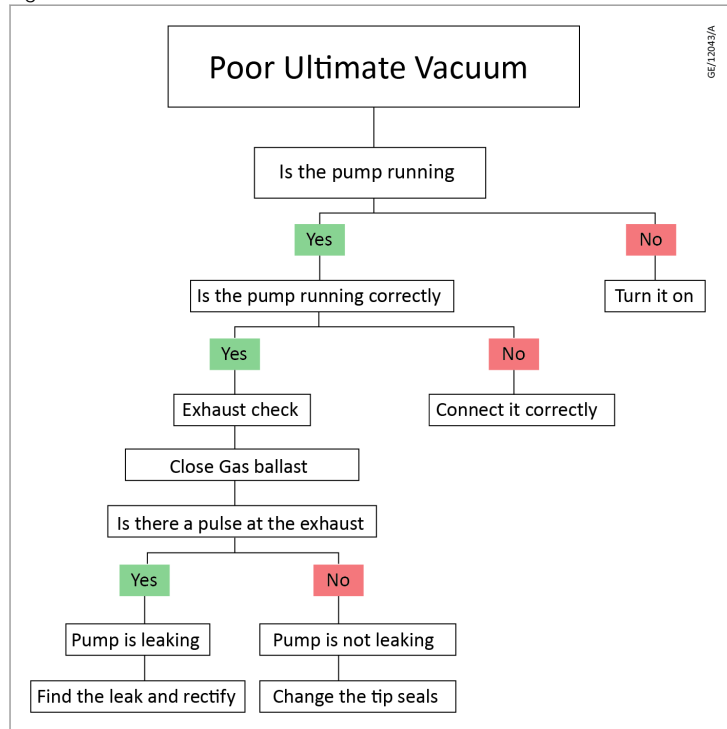 GE/12043/A
Poor Ultimate Vacuum
Is the pump running
Yes
No
Is the pump running correctly
Turn it on
Yes
No
Exhaust check
Connect it correctly
Close Gas ballast
Is there a pulse at the exhaust
Yes
No
Pump is leaking
Pump is not leaking
Find the leak and rectify
Change the tip seals